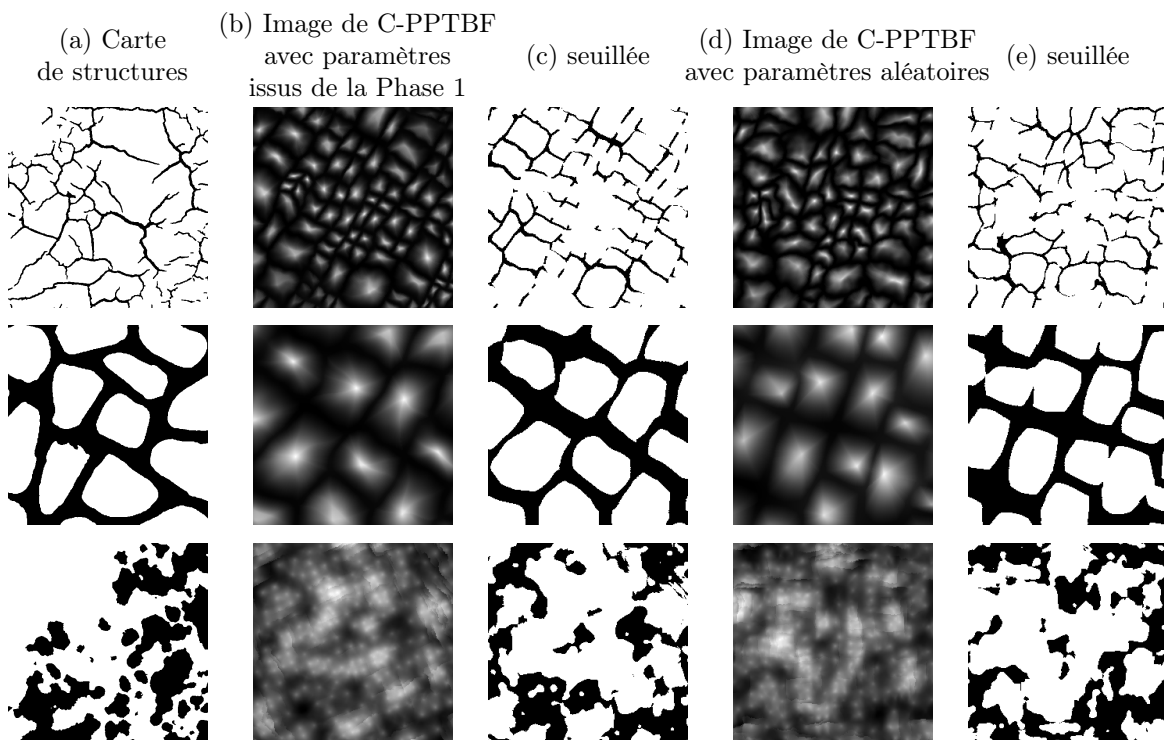 (a) Carte
de structures
(b) Image de C-PPTBF
avec paramètres
issus de la Phase 1
(c) seuillée
(d) Image de C-PPTBF
avec paramètres aléatoires
(e) seuillée